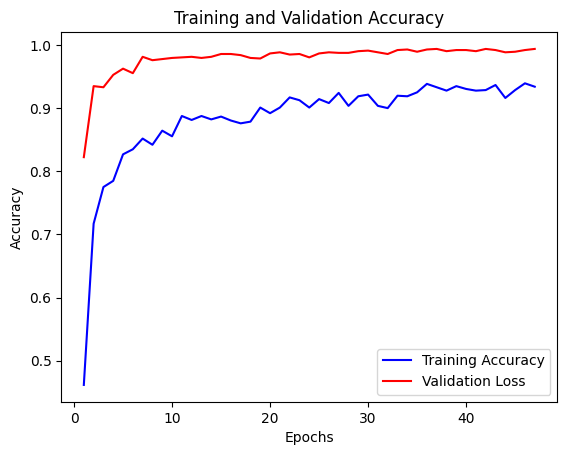 Training and Validation Accuracy
1.0
0.9
0.8
0.7
0.6
0.5
Accuracy
0
10
20
30
40
Epochs
Training Accuracy
Validation Loss